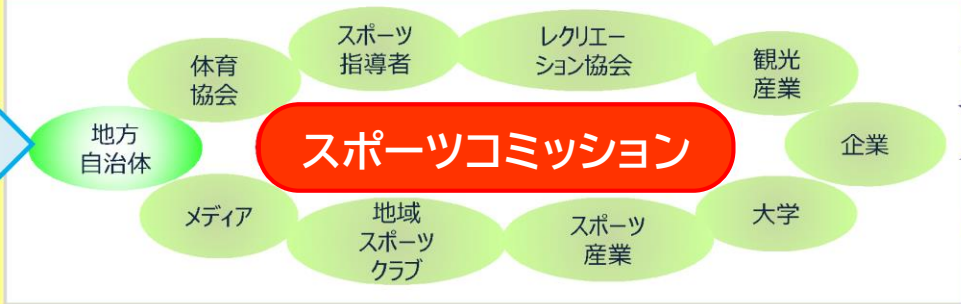 スポーツ
指導者
レクリエー
ション協会
体育
協会
観光
産業
地方
自治体
スポーツコミッション
企業
メディア
地域
スポーツ
クラブ
スポーツ
産業
大学